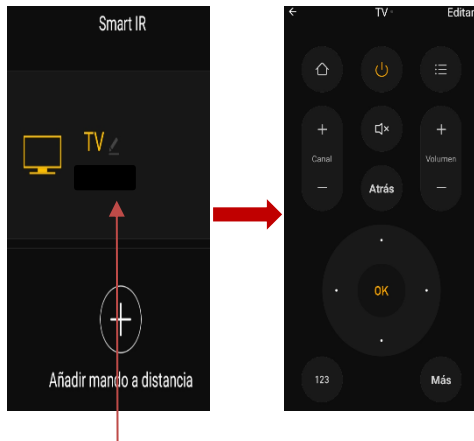 Smart IR
TV
Añadir mando a distancia
TV
Editar
+
+
Canal
Volumen
Atrás
OK
123
Más